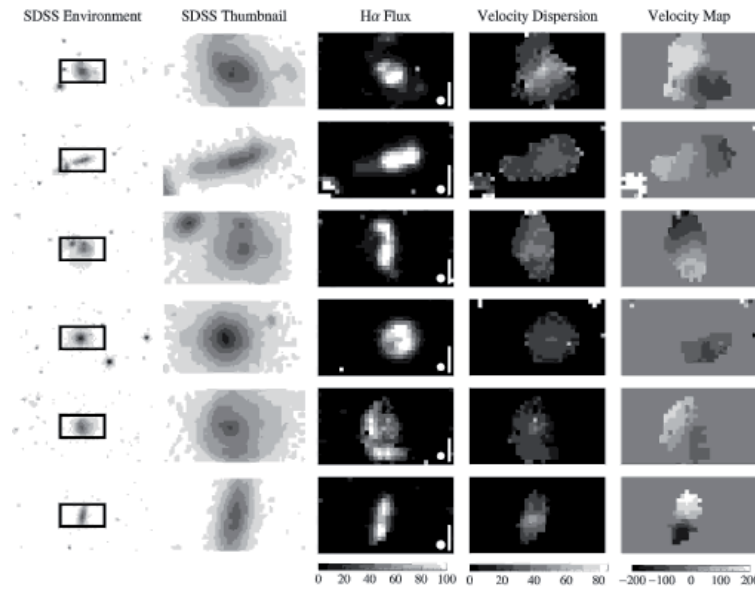 SDSS Environment SDSS Thumbnail Hα Flux Velocity Dispersion Velocity Map
0 20 40 60 80 100 0 20 40 60 80 −200 −100 0 100 200